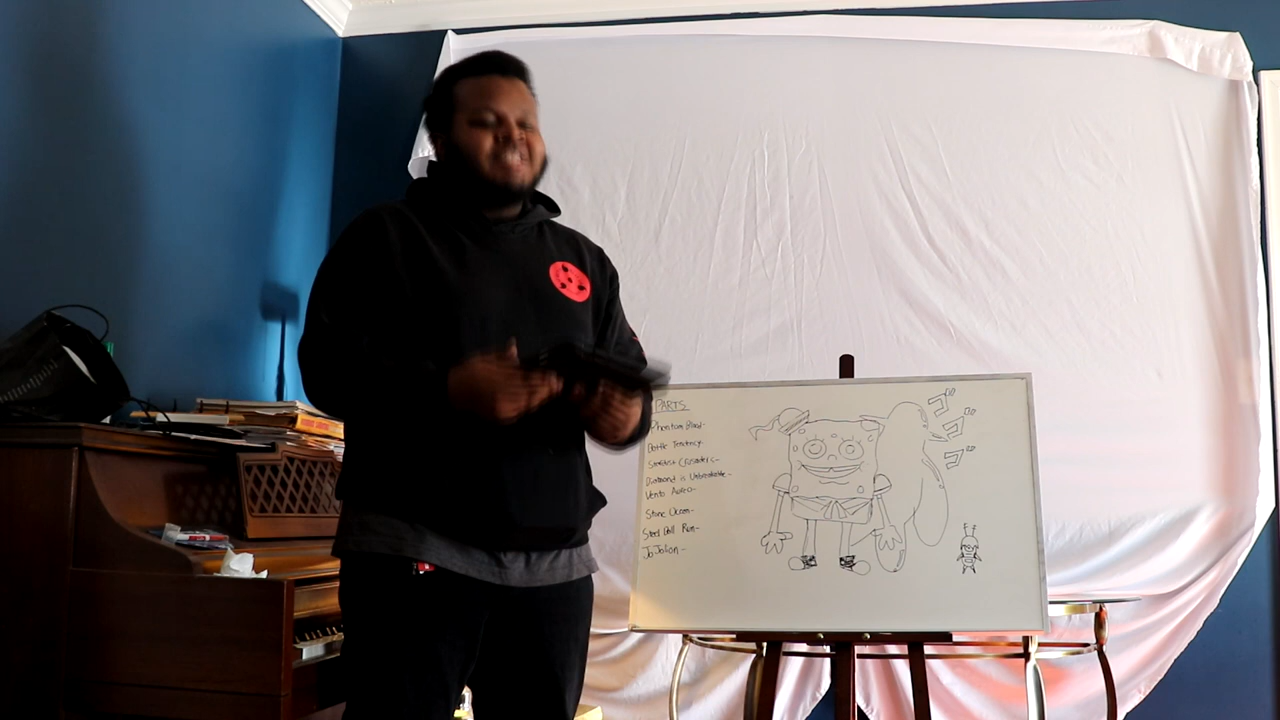 PARTS
Phantom Blood-
Battle Tendency-
Stardust Crusaders-
Diamond is Unbreakable-
Vento Aureo-
Stone Ocean-
Steel Ball Run-
JoJolion-
ゴ
ゴ
ゴ